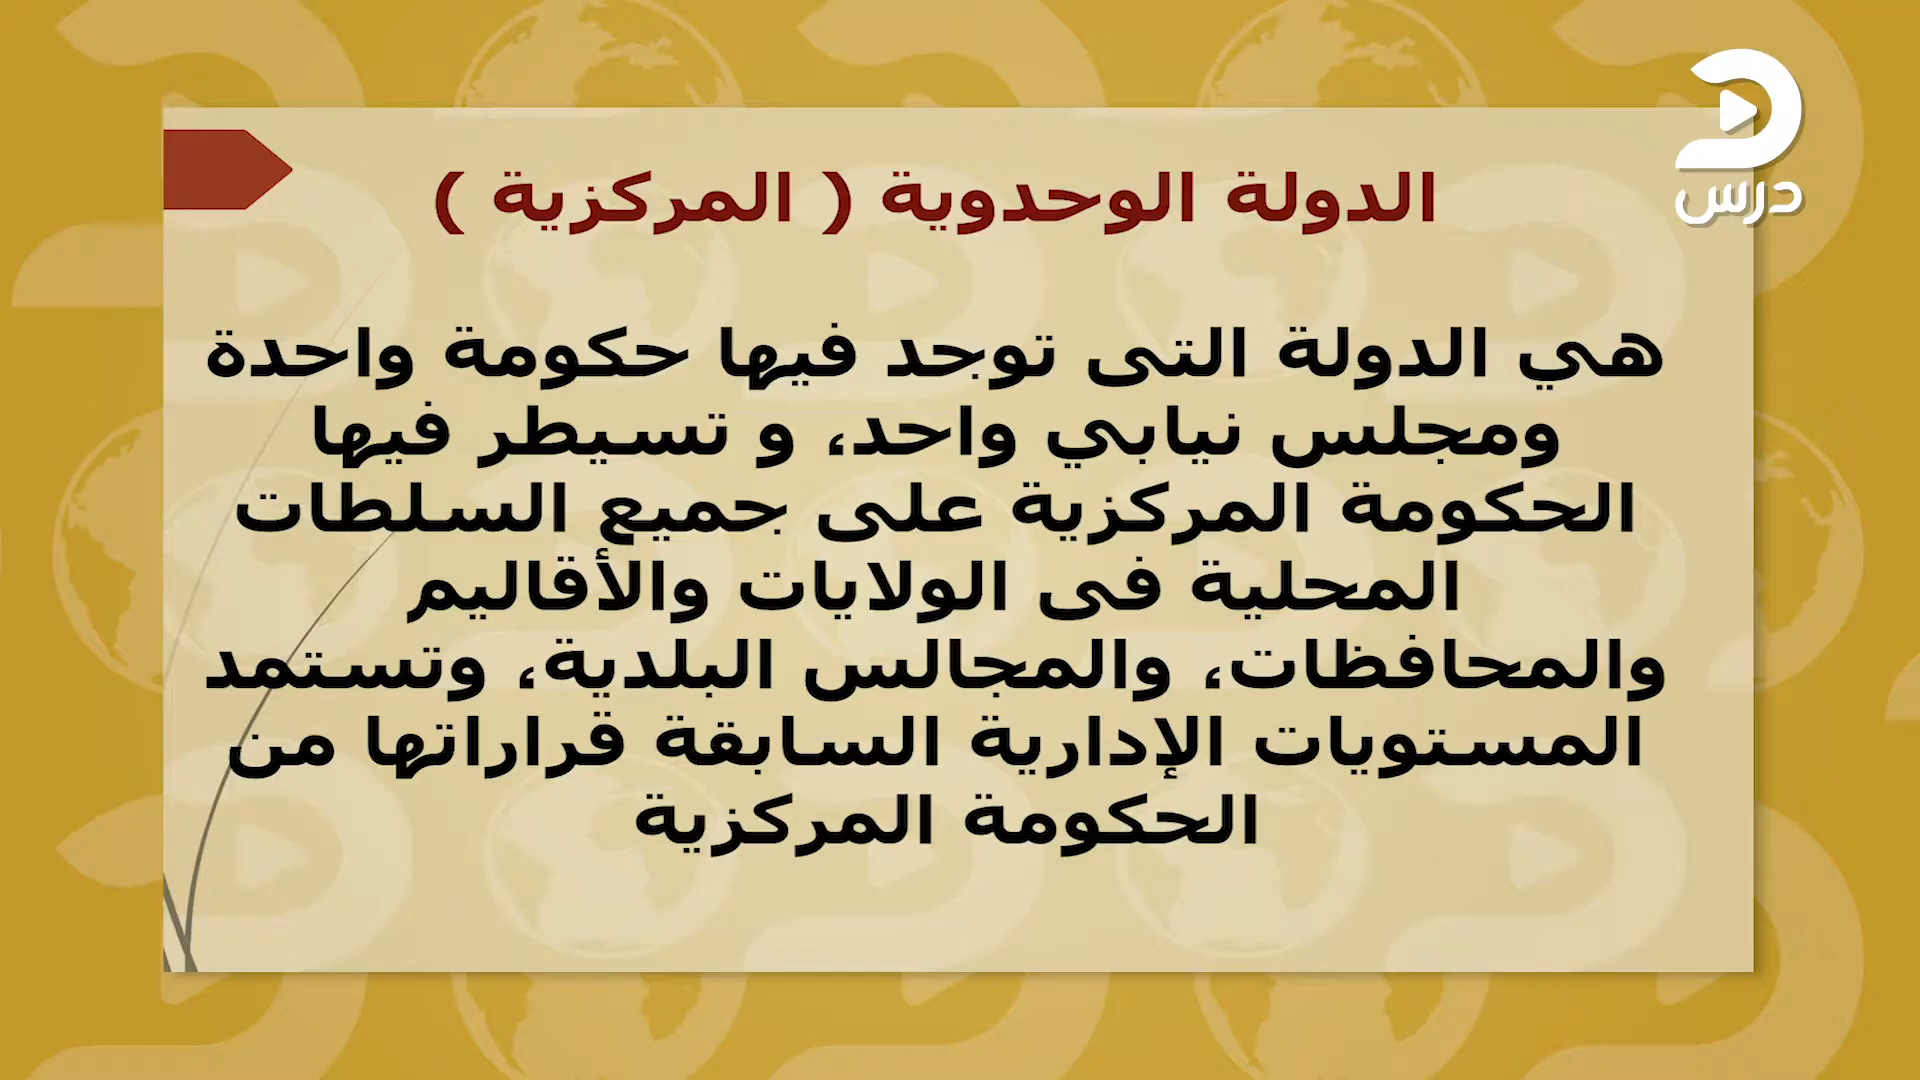 درس
الدولة الوحدوية ( المركزية )
هي الدولة التى توجد فيها حكومة واحدة
ومجلس نيابي واحد، و تسيطر فيها
الحكومة المركزية على جميع السلطات
المحلية فى الولايات والأقاليم
والمحافظات، والمجالس البلدية، وتستمد
المستويات الإدارية السابقة قراراتها من
الحكومة المركزية